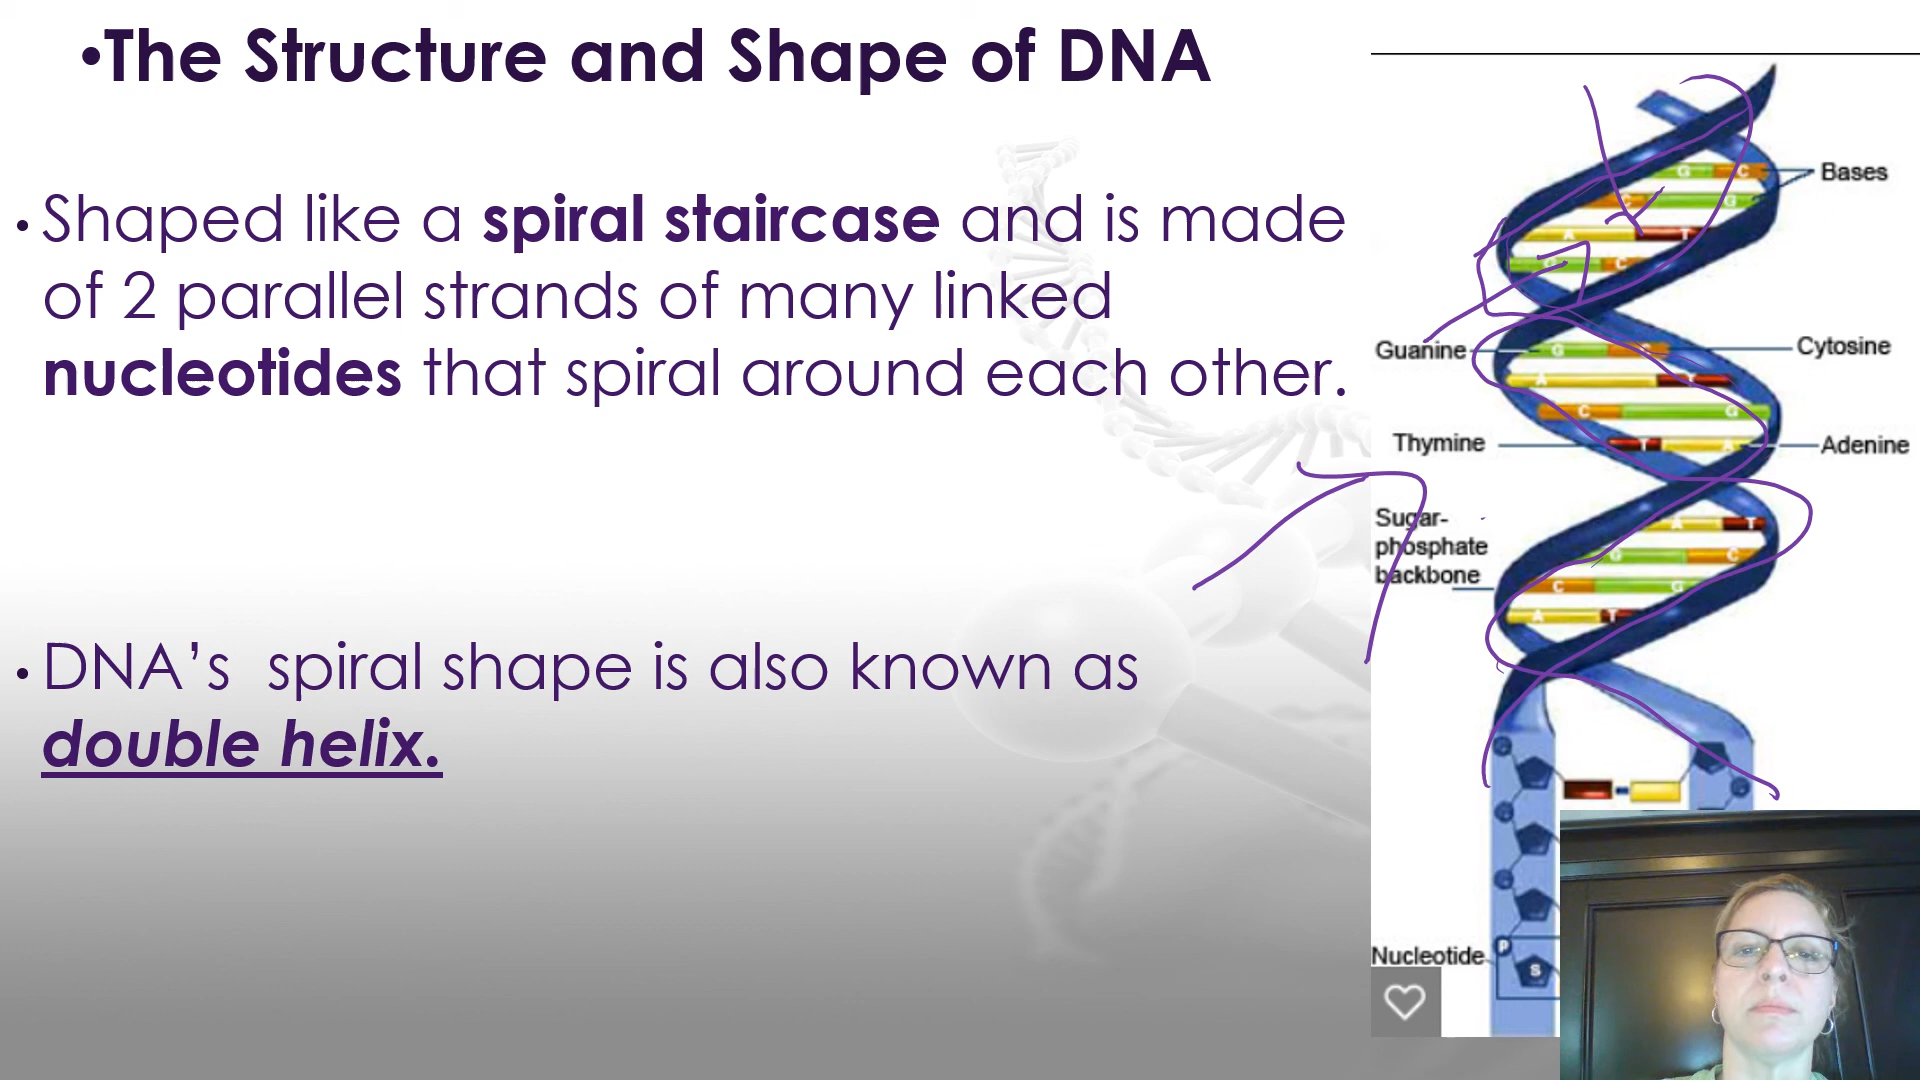 •The Structure and Shape of DNA
• Shaped like a spiral staircase and is made
of 2 parallel strands of many linked
nucleotides that spiral around each other.
• DNA’s  spiral shape is also known as
double helix.
G C
Bases
C G
A T
G C
Guanine
G C
Cytosine
A T
C G
Thymine
T A
Adenine
Sugar-
phosphate
backbone
A T
G C
C G
A T
Nucleotide
P
S